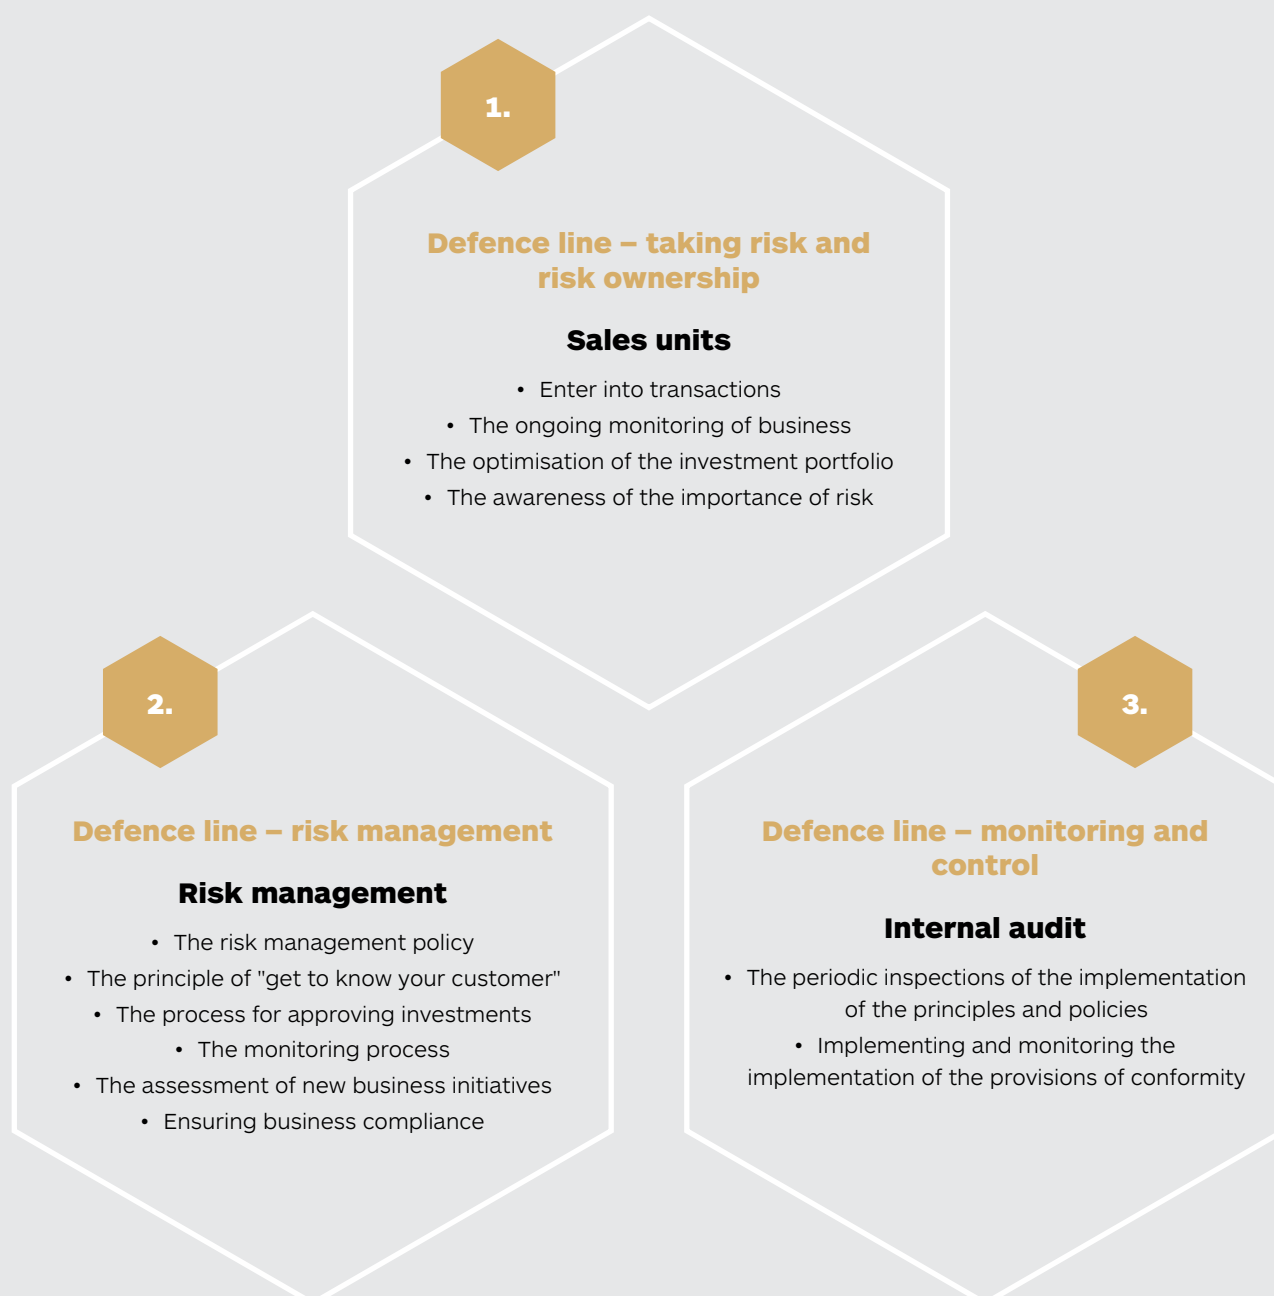 1.
Defence line – taking risk and
risk ownership
Sales units
• Enter into transactions
• The ongoing monitoring of business
• The optimisation of the investment portfolio
• The awareness of the importance of risk
2.
Defence line – risk management
Risk management
• The risk management policy
• The principle of "get to know your customer"
• The process for approving investments
• The monitoring process
• The assessment of new business initiatives
• Ensuring business compliance
3.
Defence line – monitoring and
control
Internal audit
• The periodic inspections of the implementation
of the principles and policies
• Implementing and monitoring the
implementation of the provisions of conformity